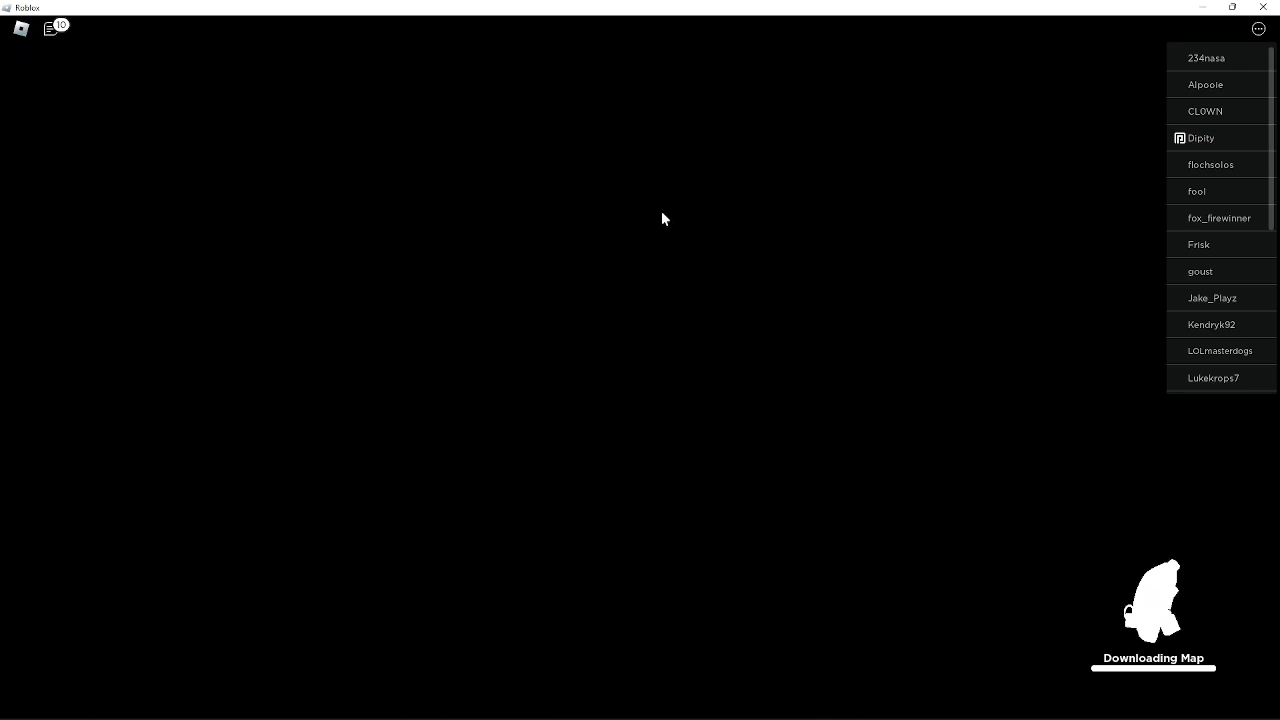 Roblox
10
234nasa
Alpooie
CL0WN
Dipity
flochsolos
fool
fox_firewinner
Frisk
goust
Jake_Playz
Kendryk92
LOLmasterdogs
Lukekrops7
Downloading Map